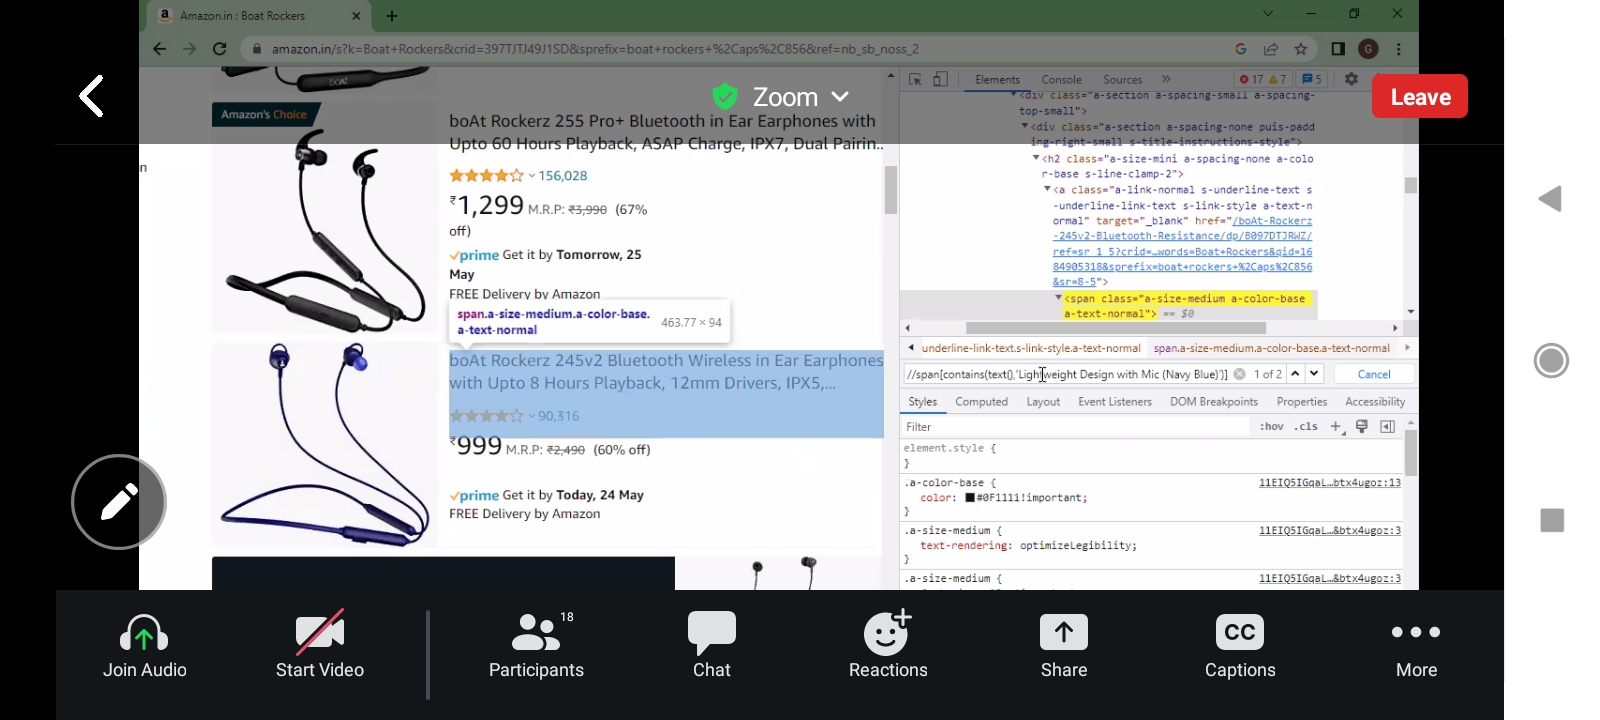 Amazon.in : Boat Rockers
amazon.in/s?k=Boat+Rockers&crid=397TJTJ49J1SD&sprefix=boat+rockers+%2Caps%2C856&ref=nb_sb_noss_2
G
Zoom
Leave
n
boAt
Amazon's Choice
boAt Rockerz 255 Pro+ Bluetooth in Ear Earphones with
Upto 60 Hours Playback, ASAP Charge, IPX7, Dual Pairin..
156,028
₹1,299 M.R.P: ₹3,990 (67%
off)
prime Get it by Tomorrow, 25
May
FREE Delivery by Amazon
span.a-size-medium.a-color-base.
a-text-normal
463.77 × 94
boAt Rockerz 245v2 Bluetooth Wireless in Ear Earphones
with Upto 8 Hours Playback, 12mm Drivers, IPX5,...
90,316
₹999 M.R.P: ₹2,490 (60% off)
prime Get it by Today, 24 May
FREE Delivery by Amazon
Elements Console Sources » 17 7 5
<div class="a-section a-spacing-small a-spacing-
top-small">
<div class="a-section a-spacing-none puis-padd
ing-right-small s-title-instructions-style">
<h2 class="a-size-mini a-spacing-none a-colo
r-base s-line-clamp-2">
<a class="a-link-normal s-underline-text s
-underline-link-text s-link-style a-text-n
ormal" target="_blank" href="/boAt-Rockerz
-245v2-Bluetooth-Resistance/dp/B097DTJRWZ/
ref=sr_1_5?crid=…words=Boat+Rockers&qid=16
84905318&sprefix=boat+rockers+%2Caps%2C856
&sr=8-5">
<span class="a-size-medium a-color-base
a-text-normal"> == $0
underline-link-text.s-link-style.a-text-normal span.a-size-medium.a-color-base.a-text-normal
//span[contains(text(),'Lightweight Design with Mic (Navy Blue)')] 1 of 2 Cancel
Styles Computed Layout Event Listeners DOM Breakpoints Properties Accessibility
Filter :hov .cls +
element.style {
}
.a-color-base { 11EIQ5IGqaL…btx4ugoz:13
color: #0F1111!important;
}
.a-size-medium { 11EIQ5IGqaL…&btx4ugoz:3
text-rendering: optimizeLegibility;
}
.a-size-medium { 11EIQ5IGqaL…&btx4ugoz:3
Join Audio
Start Video
18
Participants
Chat
Reactions
Share
CC
Captions
More